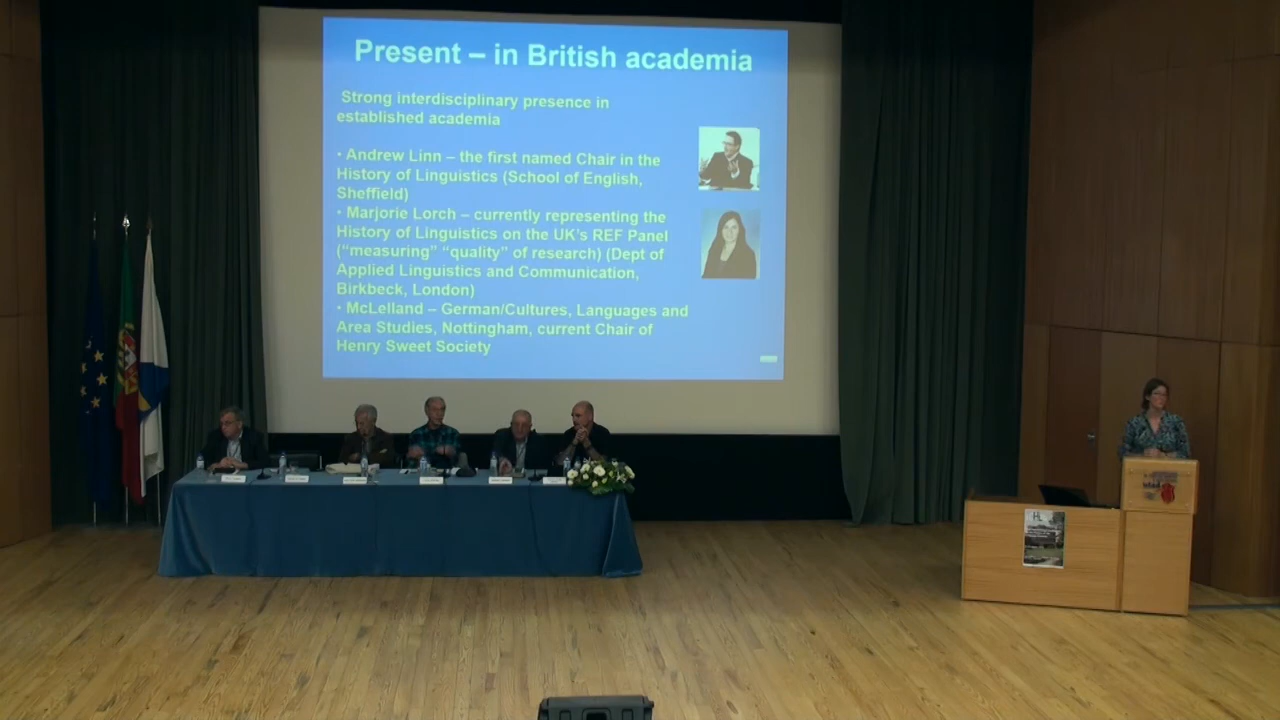 Present – in British academia
Strong interdisciplinary presence in
established academia
• Andrew Linn – the first named Chair in the
History of Linguistics (School of English,
Sheffield)
• Marjorie Lorch – currently representing the
History of Linguistics on the UK's REF Panel
("measuring" "quality" of research) (Dept of
Applied Linguistics and Communication,
Birkbeck, London)
• McLelland – German/Cultures, Languages and
Area Studies, Nottingham, current Chair of
Henry Sweet Society
utad